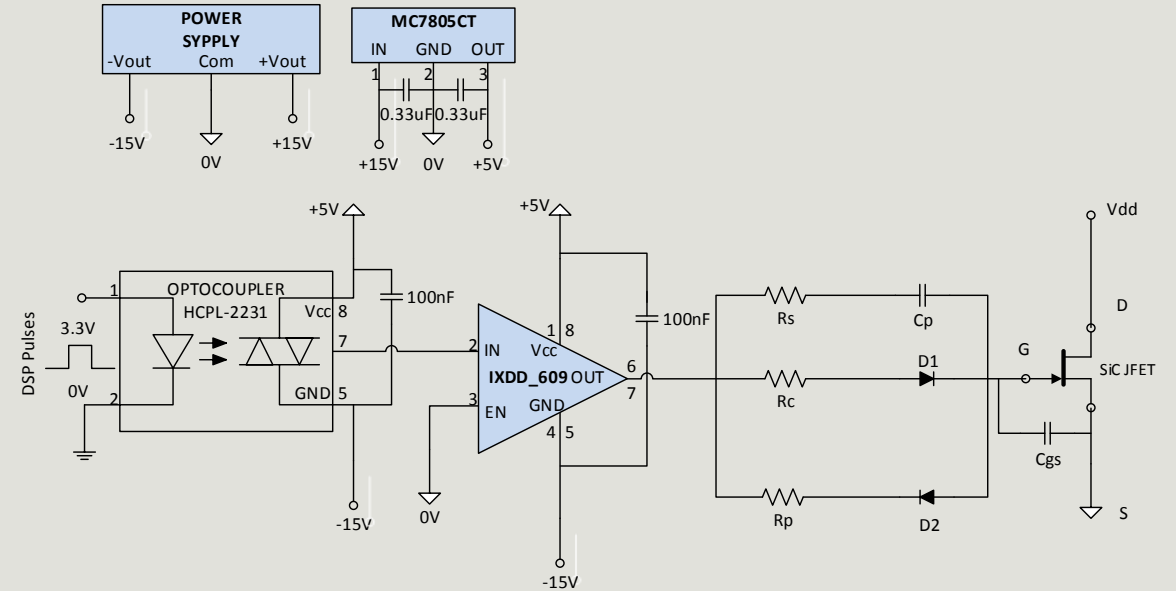 POWER
SYPPLY
-Vout Com +Vout
-15V
0V
+15V
MC7805CT
IN GND OUT
1 2 3
0.33uF 0.33uF
+15V
0V
+5V
+5V
+5V
OPTOCOUPLER
HCPL-2231
1
2
Vcc 8
7
GND 5
100nF
DSP Pulses
3.3V
0V
-15V
1 8
Vcc
2 IN
IXDD_609 OUT
3 EN
GND
4 5
6
7
0V
100nF
-15V
Rs
Cp
Rc
D1
Rp
D2
Vdd
D
G
SiC JFET
Cgs
S